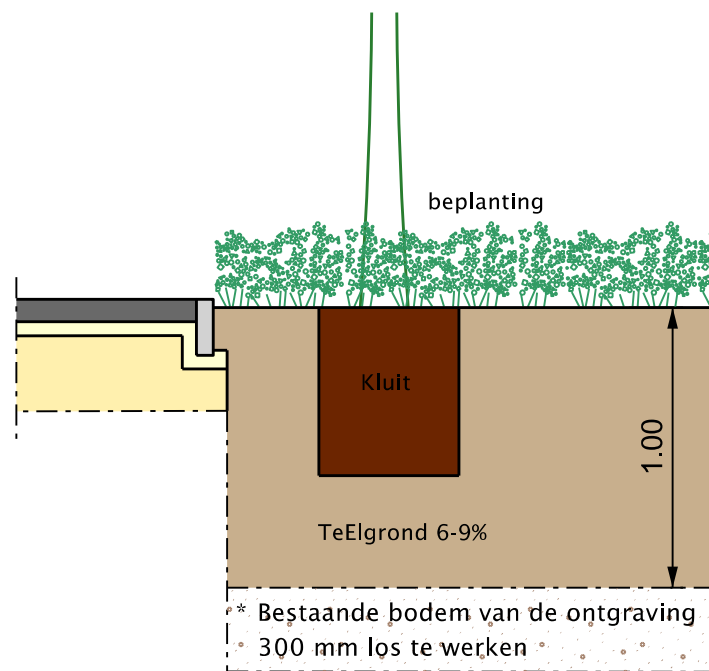 beplanting
Kluit
1.00
TeElgrond 6-9%
* Bestaande bodem van de ontgraving
300 mm los te werken